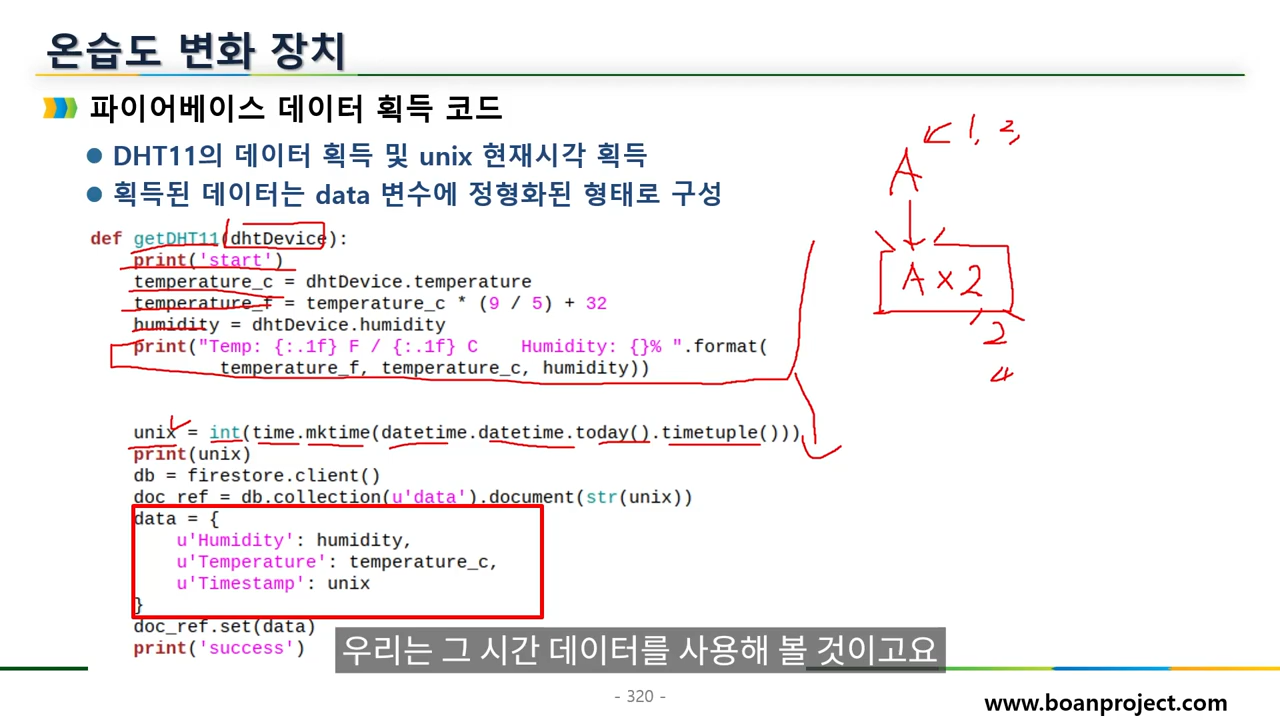 온습도 변화 장치
파이어베이스 데이터 획득 코드
DHT11의 데이터 획득 및 unix 현재시각 획득
획득된 데이터는 data 변수에 정형화된 형태로 구성
def getDHT11(dhtDevice):
print('start')
temperature_c = dhtDevice.temperature
temperature_f = temperature_c * (9 / 5) + 32
humidity = dhtDevice.humidity
print("Temp: {:.1f} F / {:.1f} C    Humidity: {}% ".format(
temperature_f, temperature_c, humidity))
unix = int(time.mktime(datetime.datetime.today().timetuple()))
print(unix)
db = firestore.client()
doc_ref = db.collection(u'data').document(str(unix))
data = {
u'Humidity': humidity,
u'Temperature': temperature_c,
u'Timestamp': unix
}
doc_ref.set(data)
print('success')
1, 2,
A
A x 2
2
4
우리는 그 시간 데이터를 사용해 볼 것이고요
- 320 -
www.boanproject.com